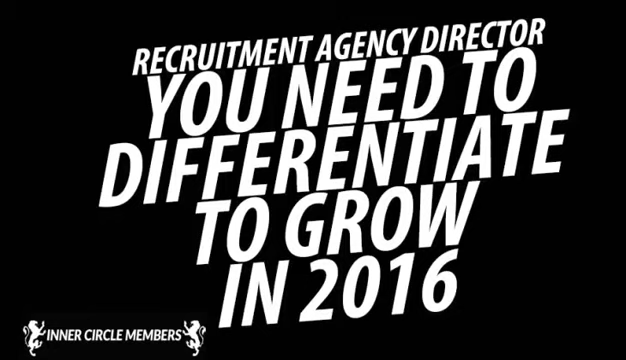 RECRUITMENT AGENCY DIRECTOR
YOU NEED TO
DIFFERENTIATE
TO GROW
IN 2016
INNER CIRCLE MEMBERS